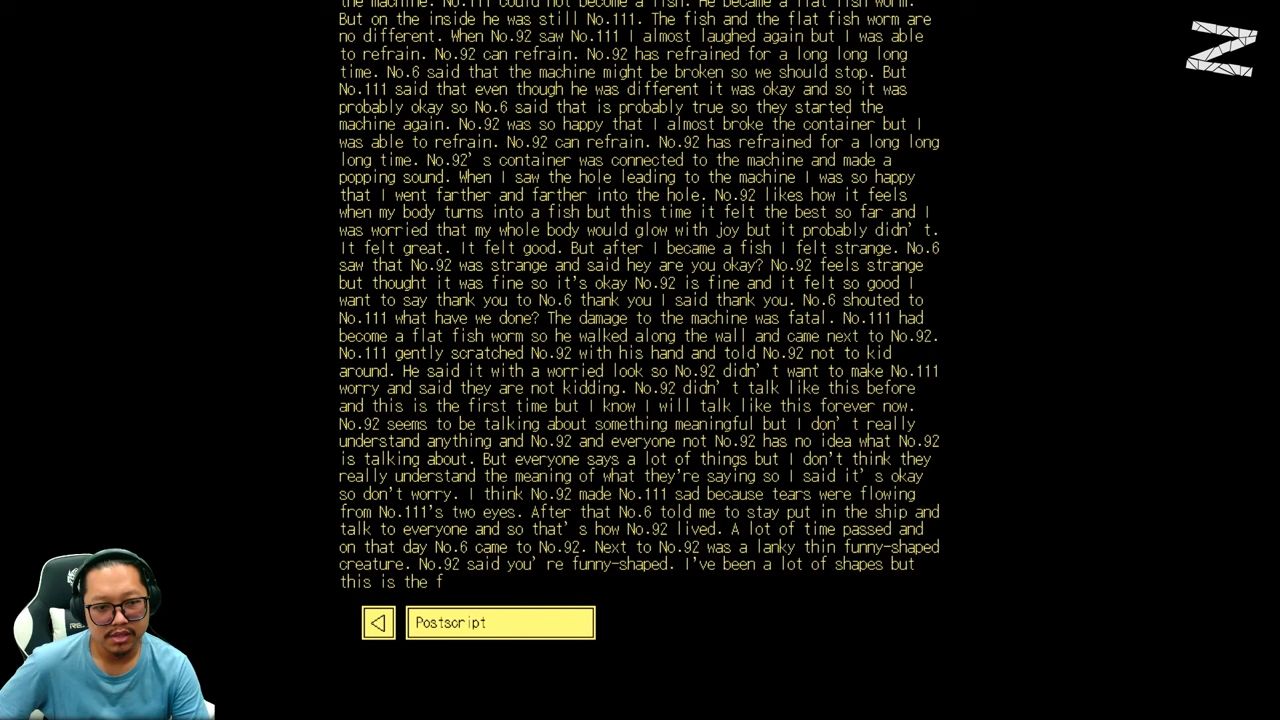 the machine. No.111 could not become a fish. He became a flat fish worm.
But on the inside he was still No.111. The fish and the flat fish worm are
no different. When No.92 saw No.111 I almost laughed again but I was able
to refrain. No.92 can refrain. No.92 has refrained for a long long long
time. No.6 said that the machine might be broken so we should stop. But
No.111 said that even though he was different it was okay and so it was
probably okay so No.6 said that is probably true so they started the
machine again. No.92 was so happy that I almost broke the container but I
was able to refrain. No.92 can refrain. No.92 has refrained for a long long
long time. No.92's container was connected to the machine and made a
popping sound. When I saw the hole leading to the machine I was so happy
that I went farther and farther into the hole. No.92 likes how it feels
when my body turns into a fish but this time it felt the best so far and I
was worried that my whole body would glow with joy but it probably didn't.
It felt great. It felt good. But after I became a fish I felt strange. No.6
saw that No.92 was strange and said hey are you okay? No.92 feels strange
but thought it was fine so it's okay No.92 is fine and it felt so good I
want to say thank you to No.6 thank you I said thank you. No.6 shouted to
No.111 what have we done? The damage to the machine was fatal. No.111 had
become a flat fish worm so he walked along the wall and came next to No.92.
No.111 gently scratched No.92 with his hand and told No.92 not to kid
around. He said it with a worried look so No.92 didn't want to make No.111
worry and said they are not kidding. No.92 didn't talk like this before
and this is the first time but I know I will talk like this forever now.
No.92 seems to be talking about something meaningful but I don't really
understand anything and No.92 and everyone not No.92 has no idea what No.92
is talking about. But everyone says a lot of things but I don't think they
really understand the meaning of what they're saying so I said it's okay
so don't worry. I think No.92 made No.111 sad because tears were flowing
from No.111's two eyes. After that No.6 told me to stay put in the ship and
talk to everyone and so that's how No.92 lived. A lot of time passed and
on that day No.6 came to No.92. Next to No.92 was a lanky thin funny-shaped
creature. No.92 said you're funny-shaped. I've been a lot of shapes but
this is the f
Postscript
Z